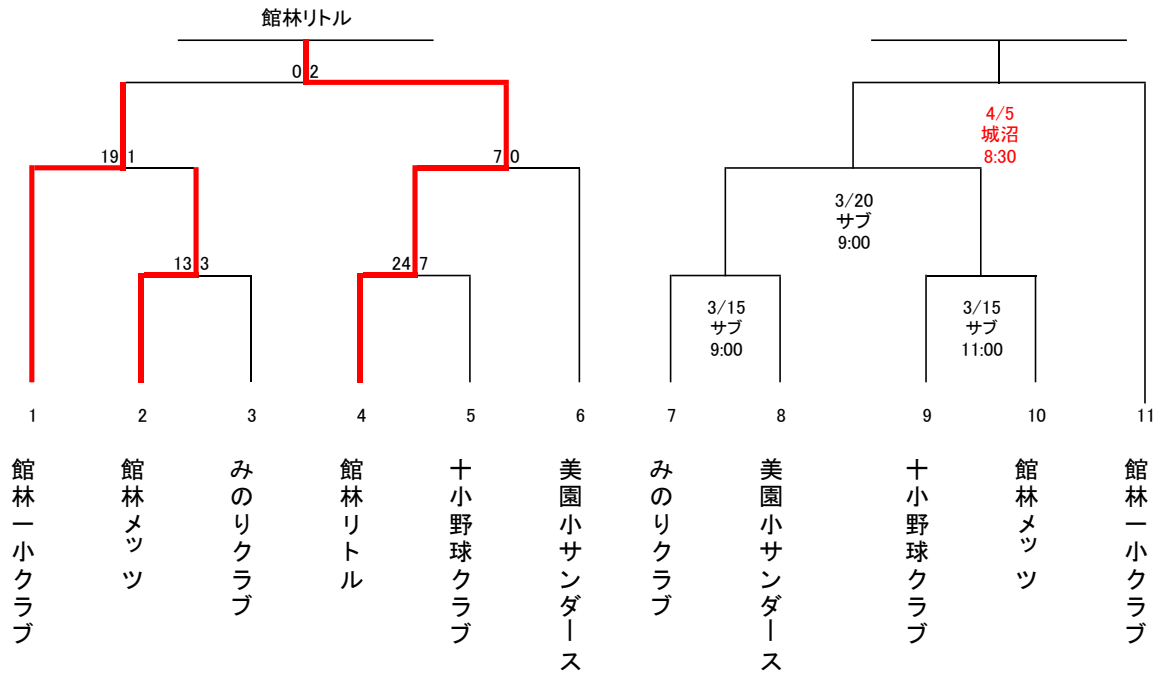 館林リトル
0 2
4/5
城沼
8:30
19 1
7 0
3/20
サブ
9:00
13 3
24 7
3/15
サブ
9:00
3/15
サブ
11:00
1 2 3 4 5 6 7 8 9 10 11
館林一小クラブ
館林メッツ
みのりクラブ
館林リトル
十小野球クラブ
美園小サンダース
みのりクラブ
美園小サンダース
十小野球クラブ
館林メッツ
館林一小クラブ